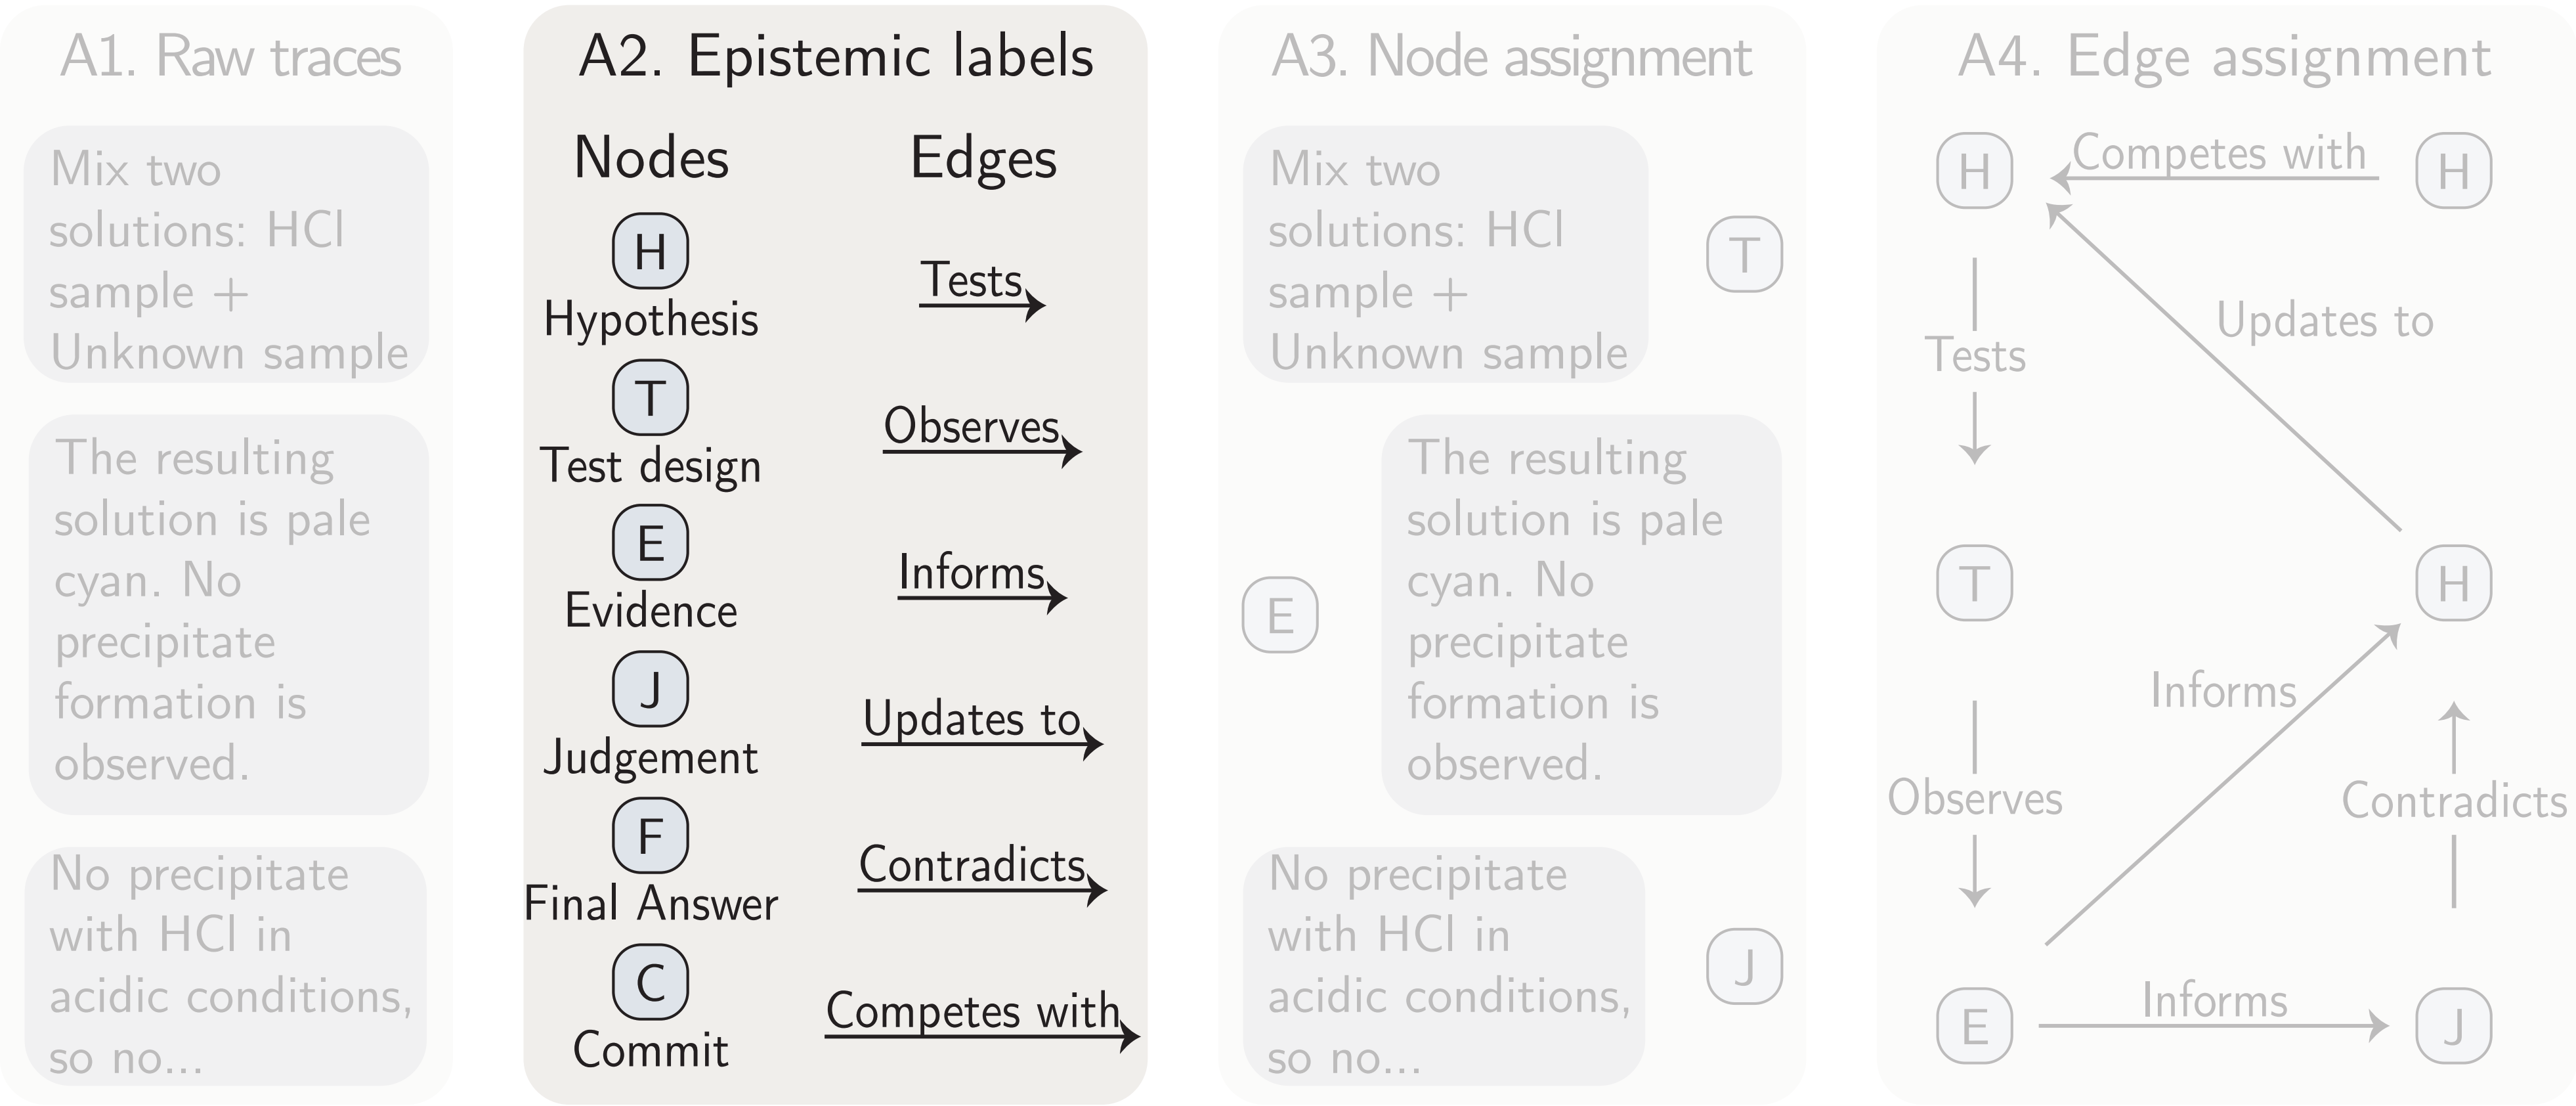 A1. Raw traces
Mix two
solutions: HCl
sample +
Unknown sample
The resulting
solution is pale
cyan. No
precipitate
formation is
observed.
No precipitate
with HCl in
acidic conditions,
so no...
A2. Epistemic labels
Nodes
H
Hypothesis
T
Test design
E
Evidence
J
Judgement
F
Final Answer
C
Commit
Edges
Tests
Observes
Informs
Updates to
Contradicts
Competes with
A3. Node assignment
Mix two
solutions: HCl
sample +
Unknown sample
T
The resulting
solution is pale
cyan. No
precipitate
formation is
observed.
E
No precipitate
with HCl in
acidic conditions,
so no...
J
A4. Edge assignment
H
Competes with
H
Updates to
Tests
T
H
Informs
Observes
Contradicts
E
Informs
J